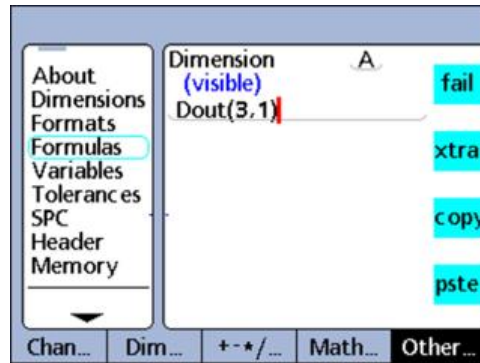 About
Dimensions
Formats
Formulas
Variables
Tolerances
SPC
Header
Memory
Dimension A
(visible)
Dout(3,1)
fail
xtra
copy
pste
Chan... Dim... +-*/... Math... Other...